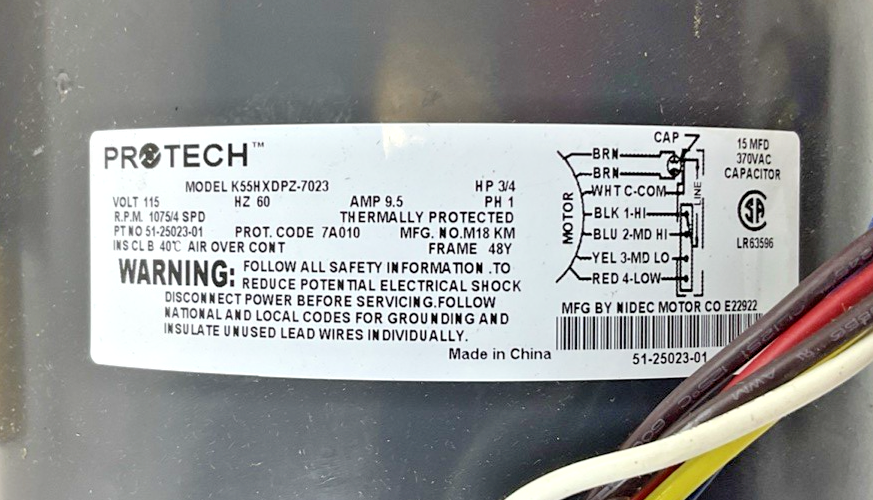 PROTECH™
MODEL K55HXDPZ-7023 HP 3/4
VOLT 115 HZ 60 AMP 9.5 PH 1
R.P.M. 1075/4 SPD THERMALLY PROTECTED
PT NO 51-25023-01 PROT. CODE 7A010 MFG. NO.M18 KM
INS CL B 40°C AIR OVER CONT FRAME 48Y
WARNING: FOLLOW ALL SAFETY INFORMATION .TO
REDUCE POTENTIAL ELECTRICAL SHOCK
DISCONNECT POWER BEFORE SERVICING.FOLLOW
NATIONAL AND LOCAL CODES FOR GROUNDING AND
INSULATE UNUSED LEAD WIRES INDIVIDUALLY.
Made in China
CAP
BRN
BRN
WHT C-COM
BLK 1-HI
BLU 2-MD HI
YEL 3-MD LO
RED 4-LOW
MOTOR
LINE
15 MFD
370VAC
CAPACITOR
SA
LR63596
MFG BY NIDEC MOTOR CO E22922
51-25023-01
AWM